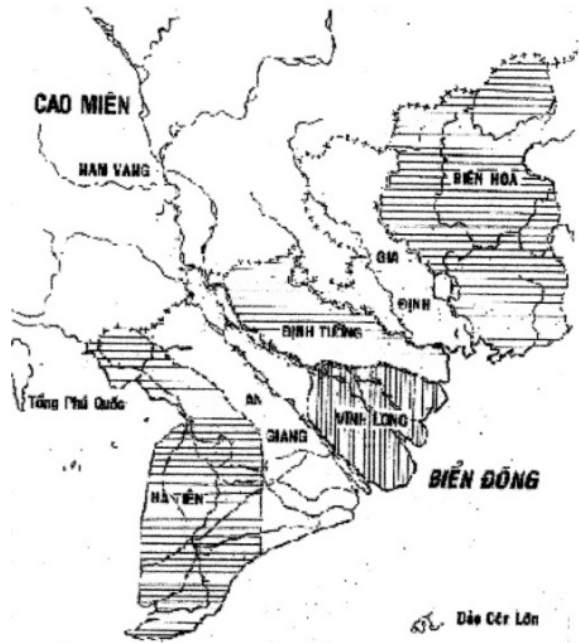 CAO MIÊN
NAM VANG
BIÊN HÒA
GIA
ĐỊNH
ĐỊNH TƯỜNG
Tổng Phú Quốc
AN
GIANG
VĨNH LONG
HÀ TIÊN
BIỂN ĐÔNG
Đảo Côn Lôn